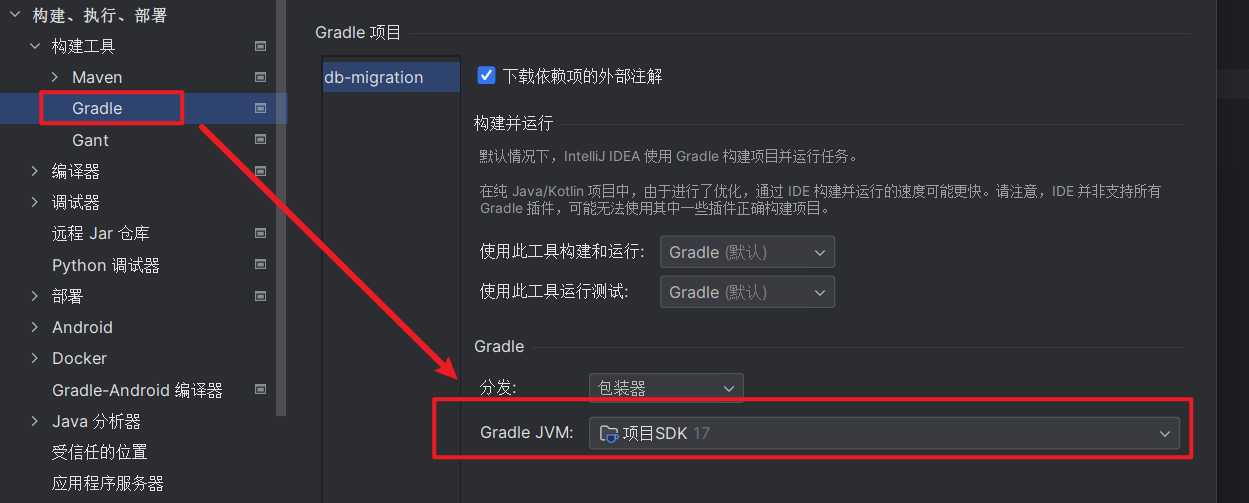 构建、执行、部署
构建工具
Maven
Gradle
Gant
编译器
调试器
远程 Jar 仓库
Python 调试器
部署
Android
Docker
Gradle-Android 编译器
Java 分析器
受信任的位置
应用程序服务器
Gradle 项目
db-migration
下载依赖项的外部注解
构建并运行
默认情况下，IntelliJ IDEA 使用 Gradle 构建项目并运行任务。
在纯 Java/Kotlin 项目中，由于进行了优化，通过 IDE 构建并运行的速度可能更快。请注意，IDE 并非支持所有
Gradle 插件，可能无法使用其中一些插件正确构建项目。
使用此工具构建和运行: Gradle (默认)
使用此工具运行测试: Gradle (默认)
Gradle
分发: 包装器
Gradle JVM: 项目SDK 17